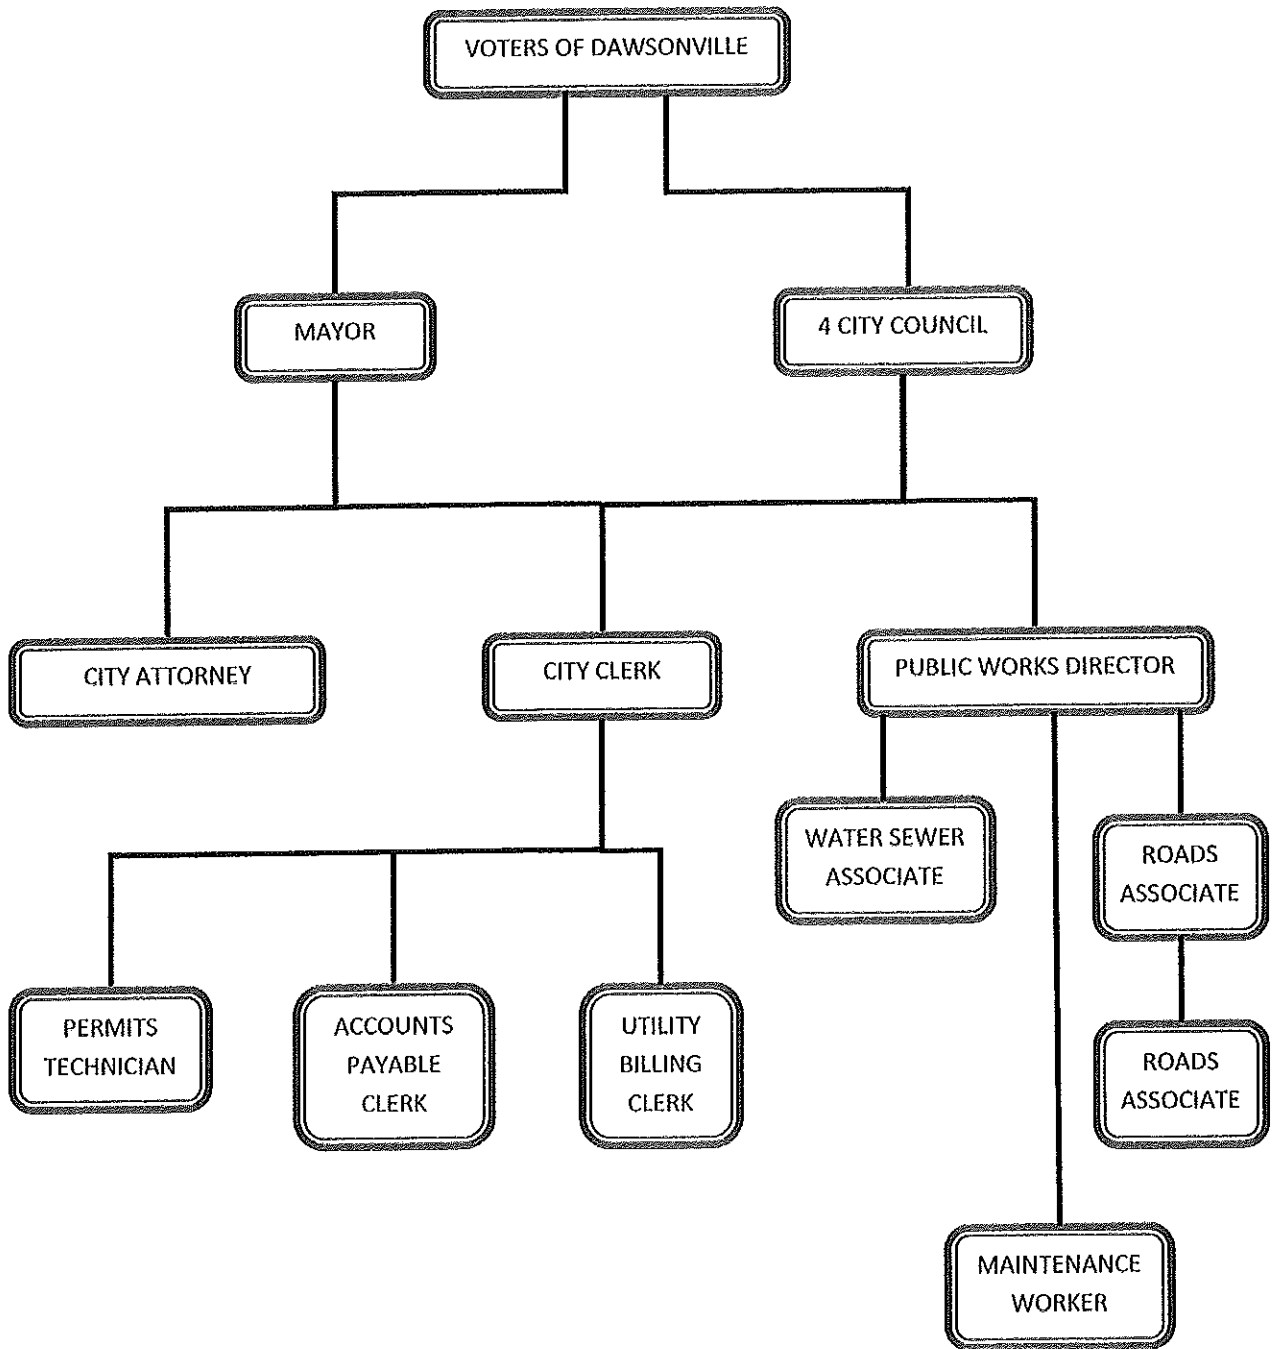 VOTERS OF DAWSONVILLE
MAYOR
4 CITY COUNCIL
CITY ATTORNEY
CITY CLERK
PUBLIC WORKS DIRECTOR
WATER SEWER
ASSOCIATE
ROADS
ASSOCIATE
PERMITS
TECHNICIAN
ACCOUNTS
PAYABLE
CLERK
UTILITY
BILLING
CLERK
ROADS
ASSOCIATE
MAINTENANCE
WORKER